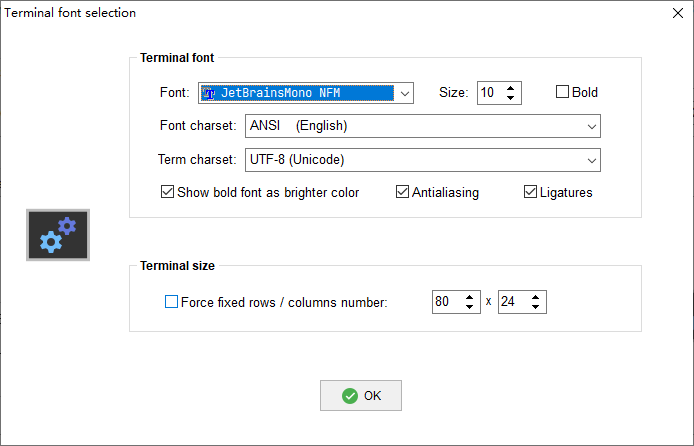 Terminal font selection
Terminal font
Font: JetBrainsMono NFM Size: 10 Bold
Font charset: ANSI (English)
Term charset: UTF-8 (Unicode)
Show bold font as brighter color Antialiasing Ligatures
Terminal size
Force fixed rows / columns number: 80 x 24
OK